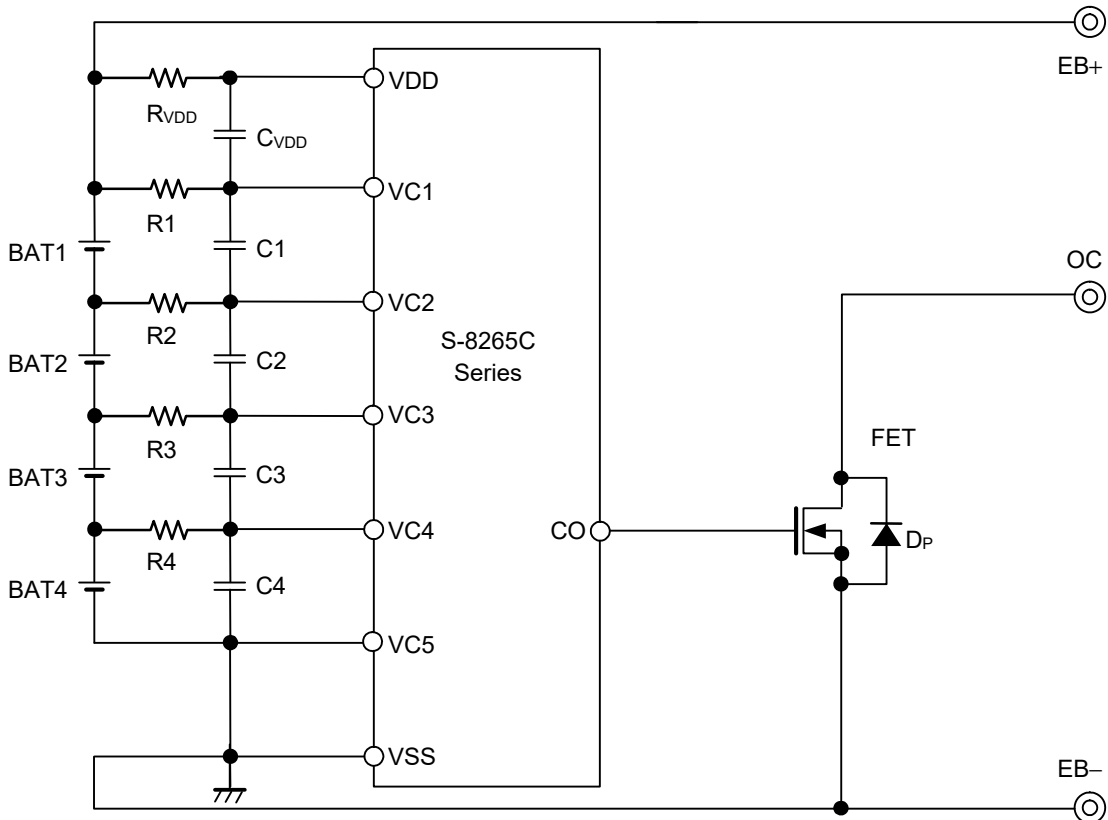 EB+
VDD
RVDD
CVDD
VC1
R1
BAT1
C1
OC
VC2
R2
S-8265C
Series
BAT2
C2
VC3
R3
FET
BAT3
C3
VC4
CO
DP
R4
BAT4
C4
VC5
VSS
EB−